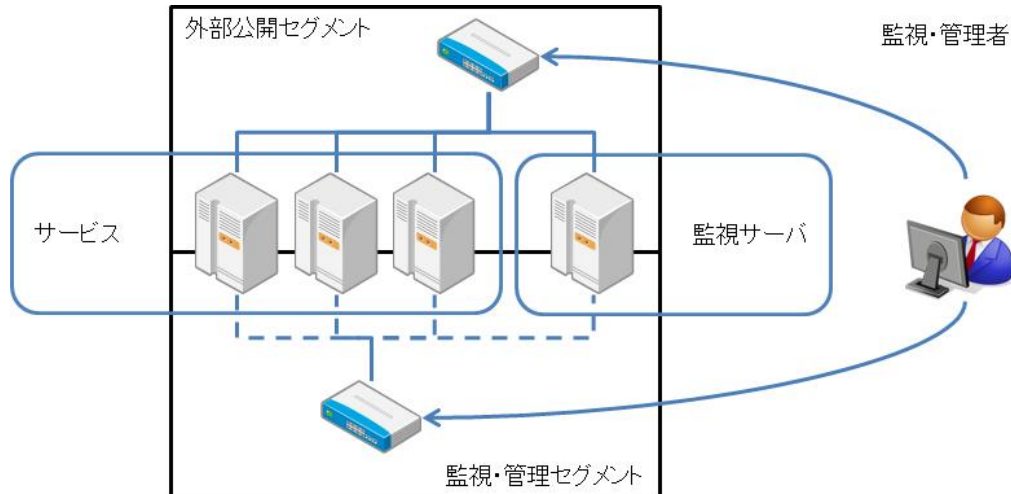 外部公開セグメント
監視・管理者
サービス
監視サーバ
監視・管理セグメント